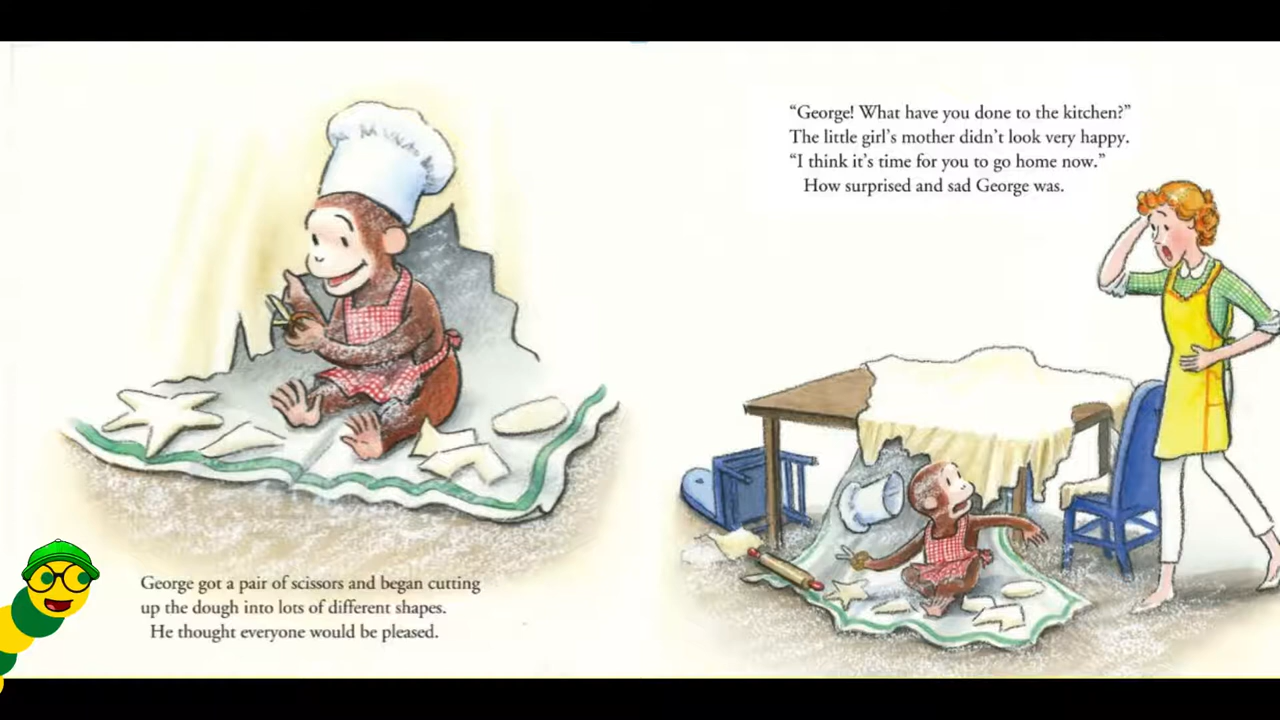 George got a pair of scissors and began cutting
up the dough into lots of different shapes.
He thought everyone would be pleased.
“George! What have you done to the kitchen?”
The little girl’s mother didn’t look very happy.
“I think it’s time for you to go home now.”
How surprised and sad George was.